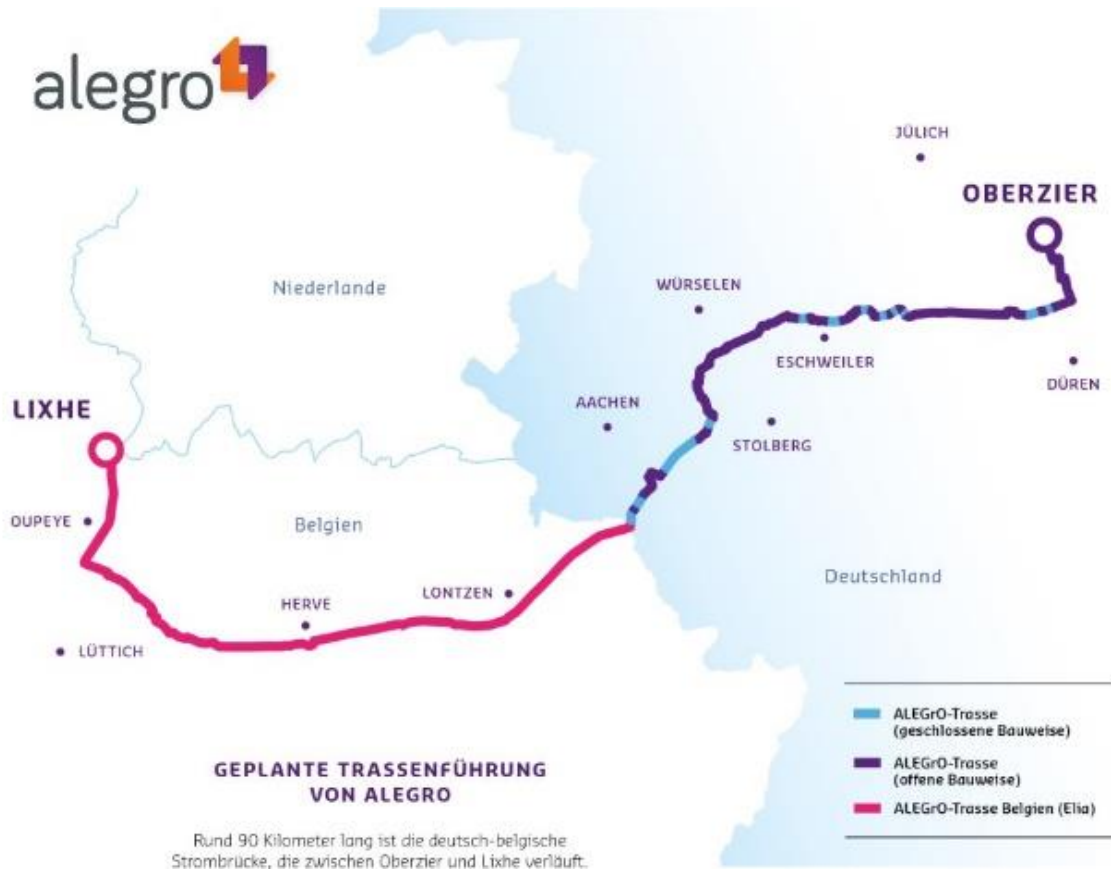 alegro
JÜLICH
OBERZIER
Niederlande
WÜRSELEN
ESCHWEILER
DÜREN
LIXHE
AACHEN
STOLBERG
OUPEYE
Belgien
Deutschland
LONTZEN
HERVE
LÜTTICH
ALEGrO-Trasse
(geschlossene Bauweise)
ALEGrO-Trasse
(offene Bauweise)
ALEGrO-Trasse Belgien (Elia)
GEPLANTE TRASSENFÜHRUNG
VON ALEGRO
Rund 90 Kilometer lang ist die deutsch-belgische
Strombrücke, die zwischen Oberzier und Lixhe verläuft.